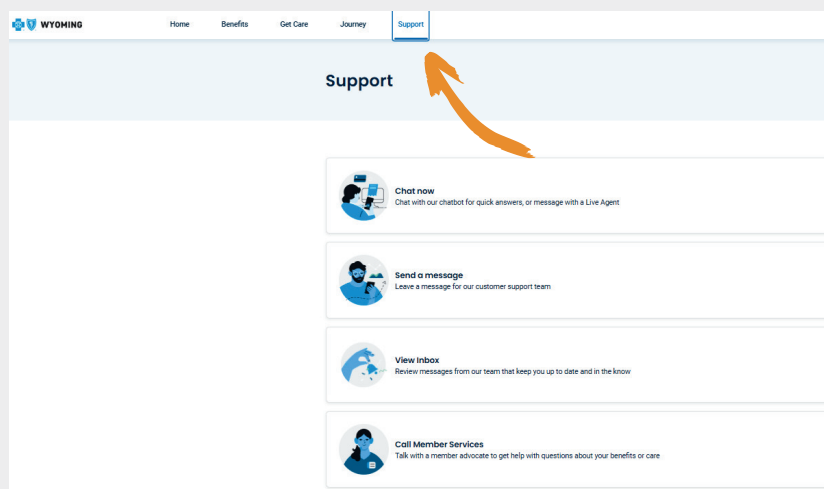 WYOMING
Home
Benefits
Get Care
Journey
Support
Support
Chat now
Chat with our chatbot for quick answers, or message with a Live Agent
Send a message
Leave a message for our customer support team
View Inbox
Review messages from our team that keep you up to date and in the know
Call Member Services
Talk with a member advocate to get help with questions about your benefits or care